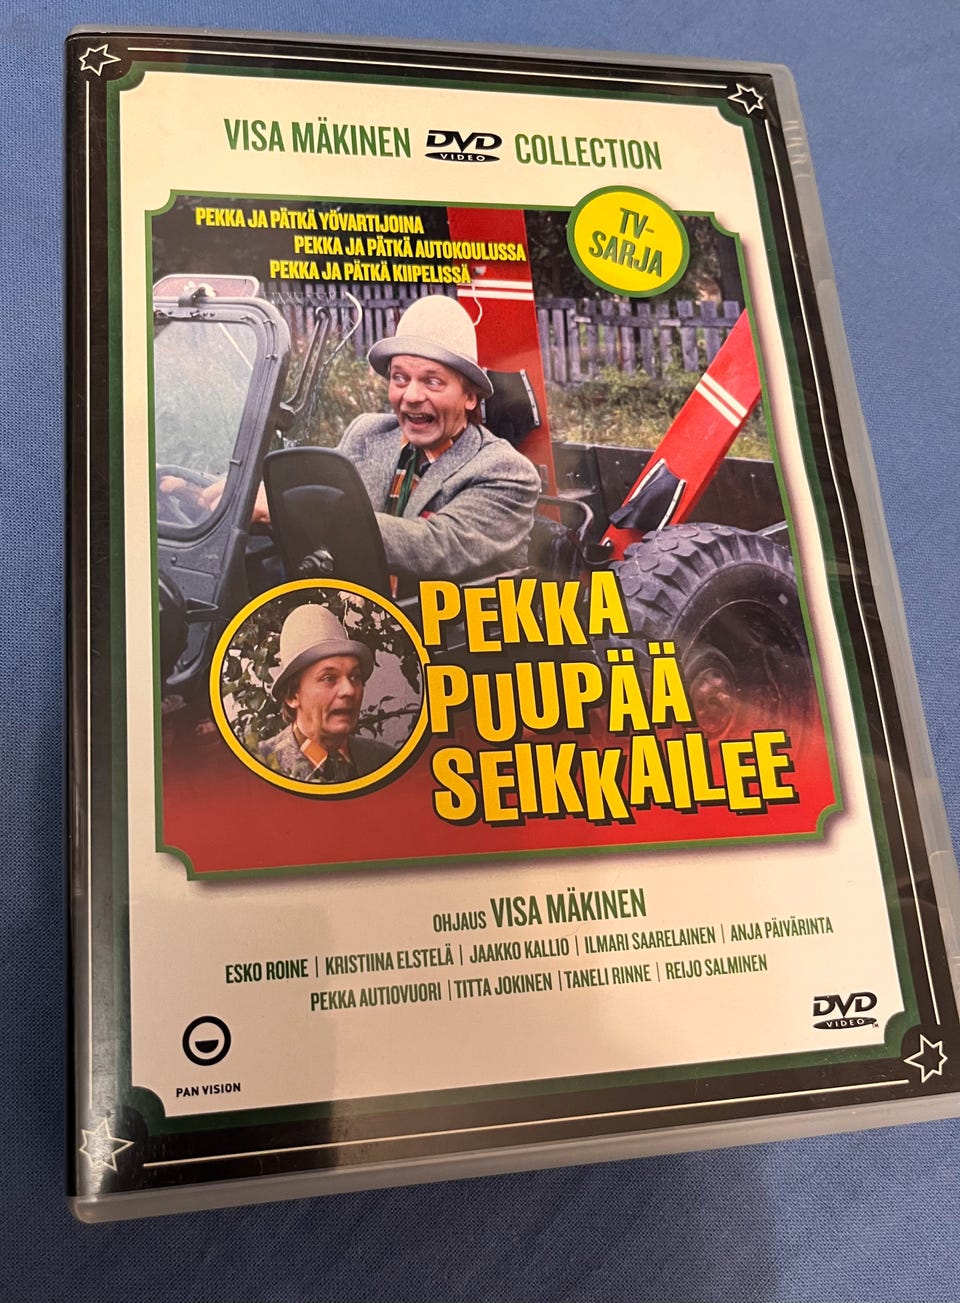 VISA MÄKINEN DVD VIDEO COLLECTION
PEKKA JA PÄTKÄ YÖVARTIJOINA
PEKKA JA PÄTKÄ AUTOKOULUSSA
PEKKA JA PÄTKÄ KIIPELISSÄ
TV-
SARJA
PEKKA
PUUPÄÄ
SEIKKAILEE
OHJAUS VISA MÄKINEN
ESKO ROINE | KRISTIINA ELSTELÄ | JAAKKO KALLIO | ILMARI SAARELAINEN | ANJA PÄIVÄRINTA
PEKKA AUTIOVUORI | TITTA JOKINEN | TANELI RINNE | REIJO SALMINEN
PAN VISION
DVD
VIDEO TM